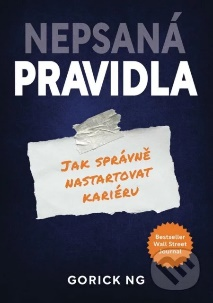 NEPSANÁ
PRAVIDLA
JAK SPRÁVNĚ
NASTARTOVAT
KARIÉRU
Bestseller
Wall Street
Journal
GORICK NG